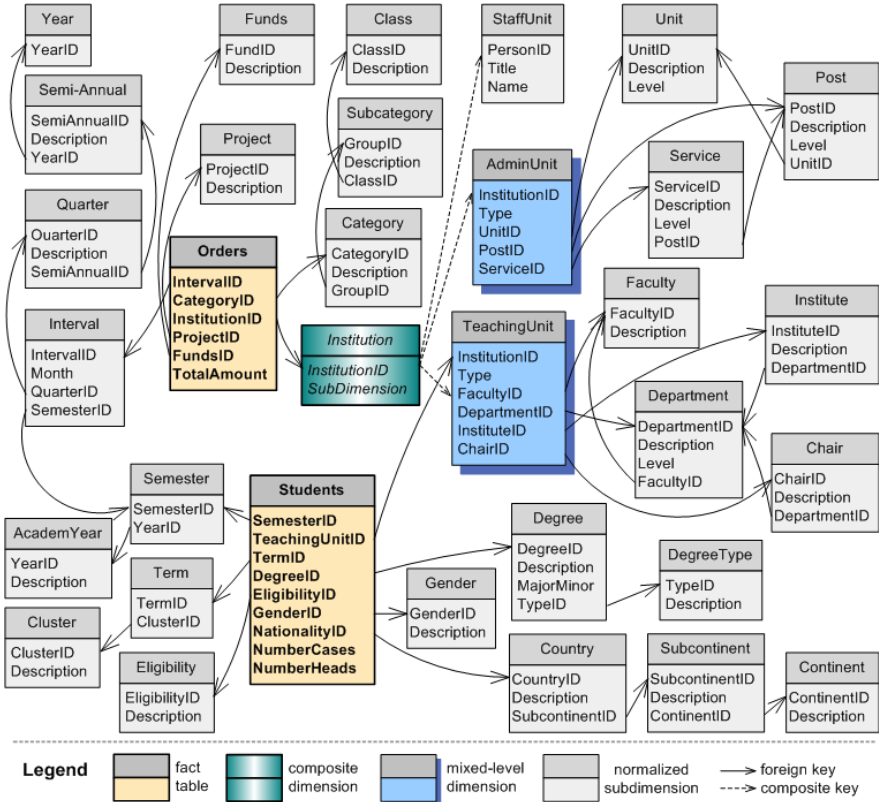 Year
YearID
Semi-Annual
SemiAnnualID
Description
YearID
Quarter
OuarterID
Description
SemiAnnualID
Interval
IntervalID
Month
QuarterID
SemesterID
Funds
FundID
Description
Project
ProjectID
Description
Orders
IntervalID
CategoryID
InstitutionID
ProjectID
FundsID
TotalAmount
Class
ClassID
Description
Subcategory
GroupID
Description
ClassID
Category
CategoryID
Description
GroupID
Institution
InstitutionID
SubDimension
StaffUnit
PersonID
Title
Name
AdminUnit
InstitutionID
Type
UnitID
PostID
ServiceID
TeachingUnit
InstitutionID
Type
FacultyID
DepartmentID
InstituteID
ChairID
Unit
UnitID
Description
Level
Post
PostID
Description
Level
UnitID
Service
ServiceID
Description
Level
PostID
Faculty
FacultyID
Description
Institute
InstituteID
Description
DepartmentID
Department
DepartmentID
Description
Level
FacultyID
Chair
ChairID
Description
DepartmentID
Semester
SemesterID
YearID
AcademYear
YearID
Description
Term
TermID
ClusterID
Cluster
ClusterID
Description
Eligibility
EligibilityID
Description
Students
SemesterID
TeachingUnitID
TermID
DegreeID
EligibilityID
GenderID
NationalityID
NumberCases
NumberHeads
Gender
GenderID
Description
Degree
DegreeID
Description
MajorMinor
TypeID
DegreeType
TypeID
Description
Country
CountryID
Description
SubcontinentID
Subcontinent
SubcontinentID
Description
ContinentID
Continent
ContinentID
Description
Legend
fact
table
composite
dimension
mixed-level
dimension
normalized
subdimension
foreign key
composite key